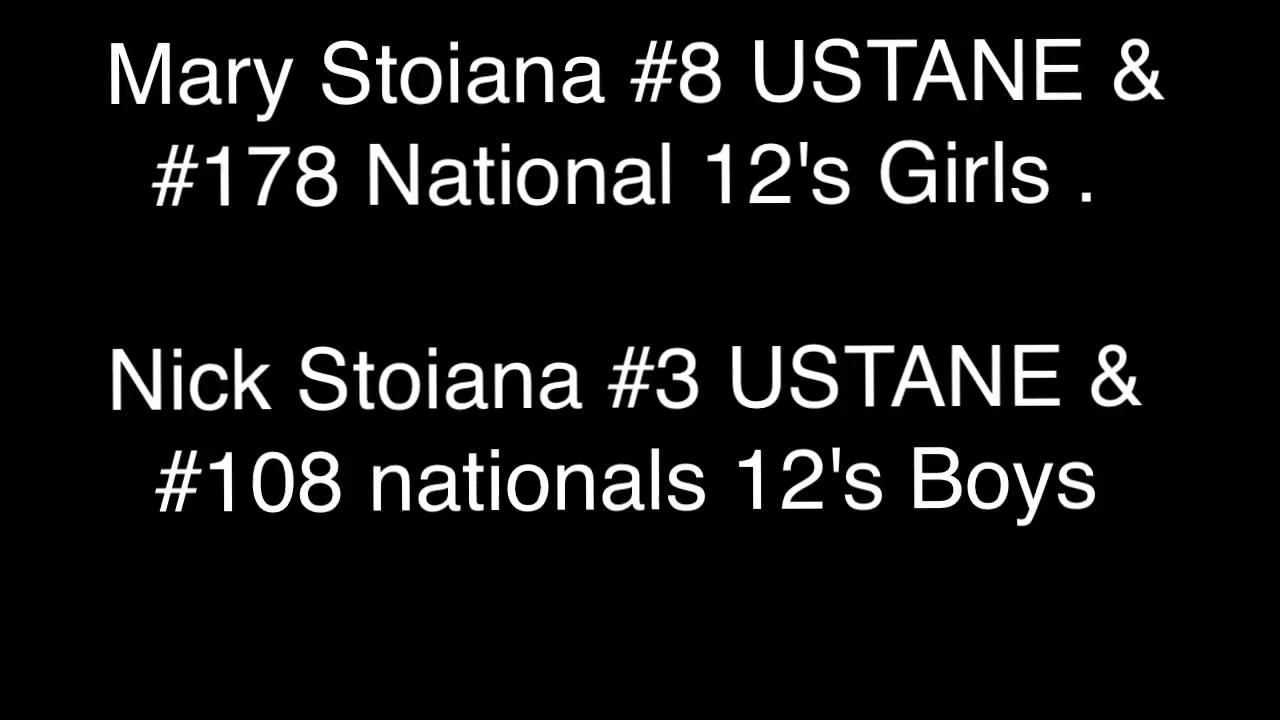 Mary Stoiana #8 USTANE &
#178 National 12's Girls .
Nick Stoiana #3 USTANE &
#108 nationals 12's Boys